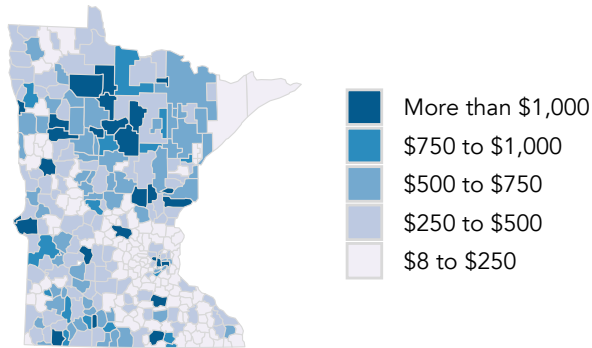 More than $1,000
$750 to $1,000
$500 to $750
$250 to $500
$8 to $250